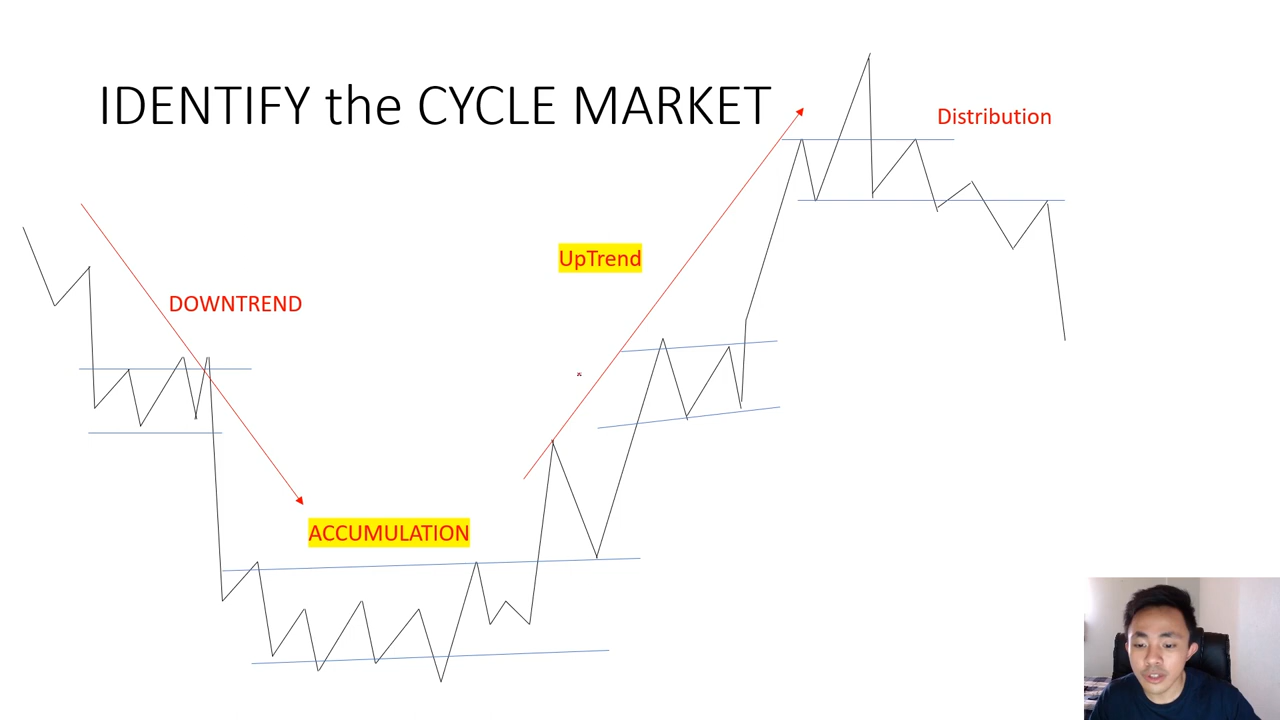 IDENTIFY the CYCLE MARKET
Distribution
UpTrend
DOWNTREND
ACCUMULATION